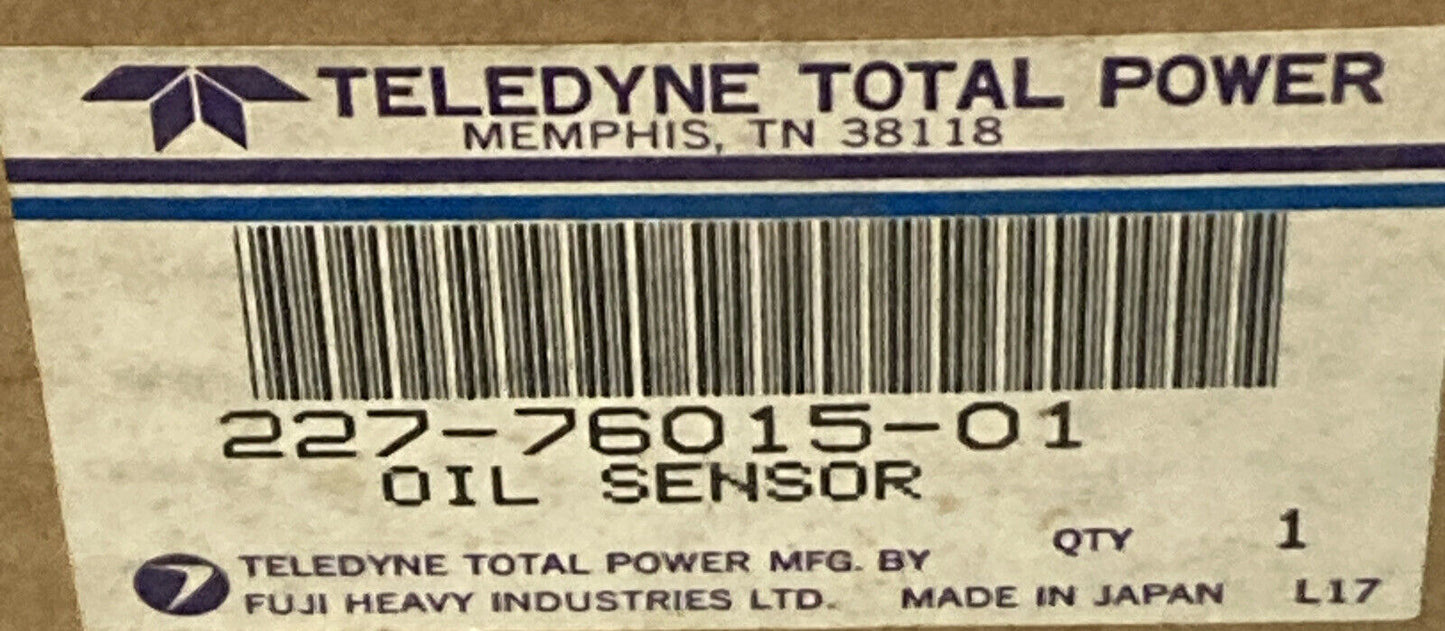 TELEDYNE TOTAL POWER
MEMPHIS, TN 38118
227-76015-01
OIL SENSOR
QTY 1
TELEDYNE TOTAL POWER MFG. BY
FUJI HEAVY INDUSTRIES LTD. MADE IN JAPAN L17